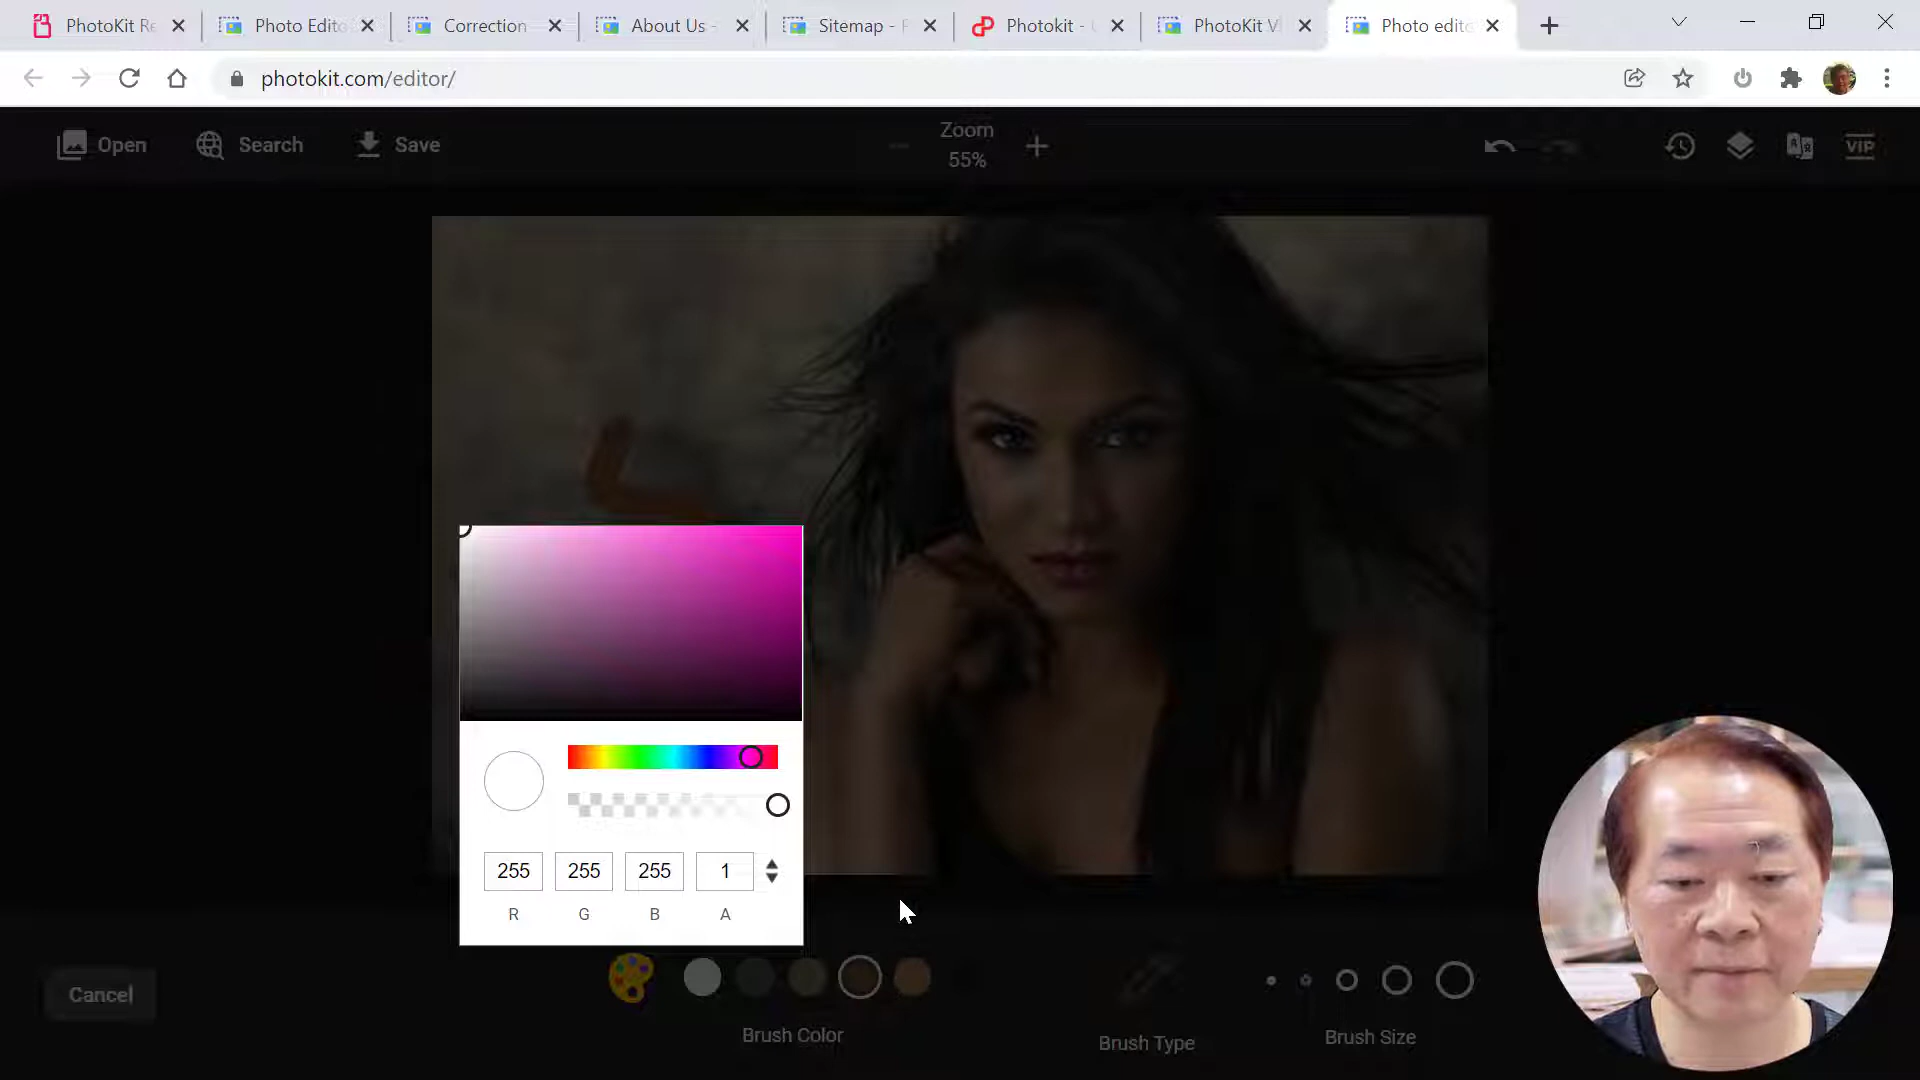 PhotoKit Re
Photo Edito
Correction
About Us -
Sitemap - P
Photokit - U
PhotoKit VI
Photo edito
photokit.com/editor/
Open
Search
Save
Zoom
55%
VIP
255
255
255
1
R
G
B
A
Cancel
Brush Color
Brush Type
Brush Size